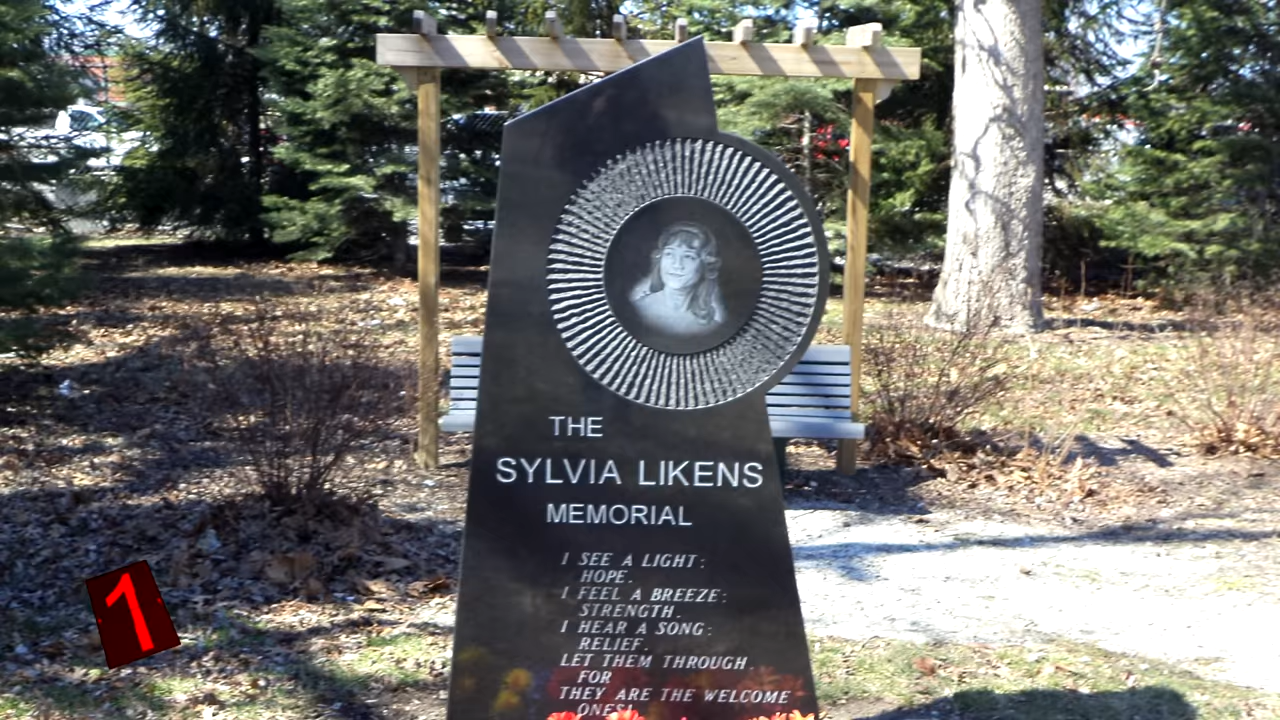 THE
SYLVIA LIKENS
MEMORIAL
I SEE A LIGHT:
HOPE.
I FEEL A BREEZE:
STRENGTH.
I HEAR A SONG:
RELIEF.
LET THEM THROUGH.
FOR
THEY ARE THE WELCOME
ONES!
1